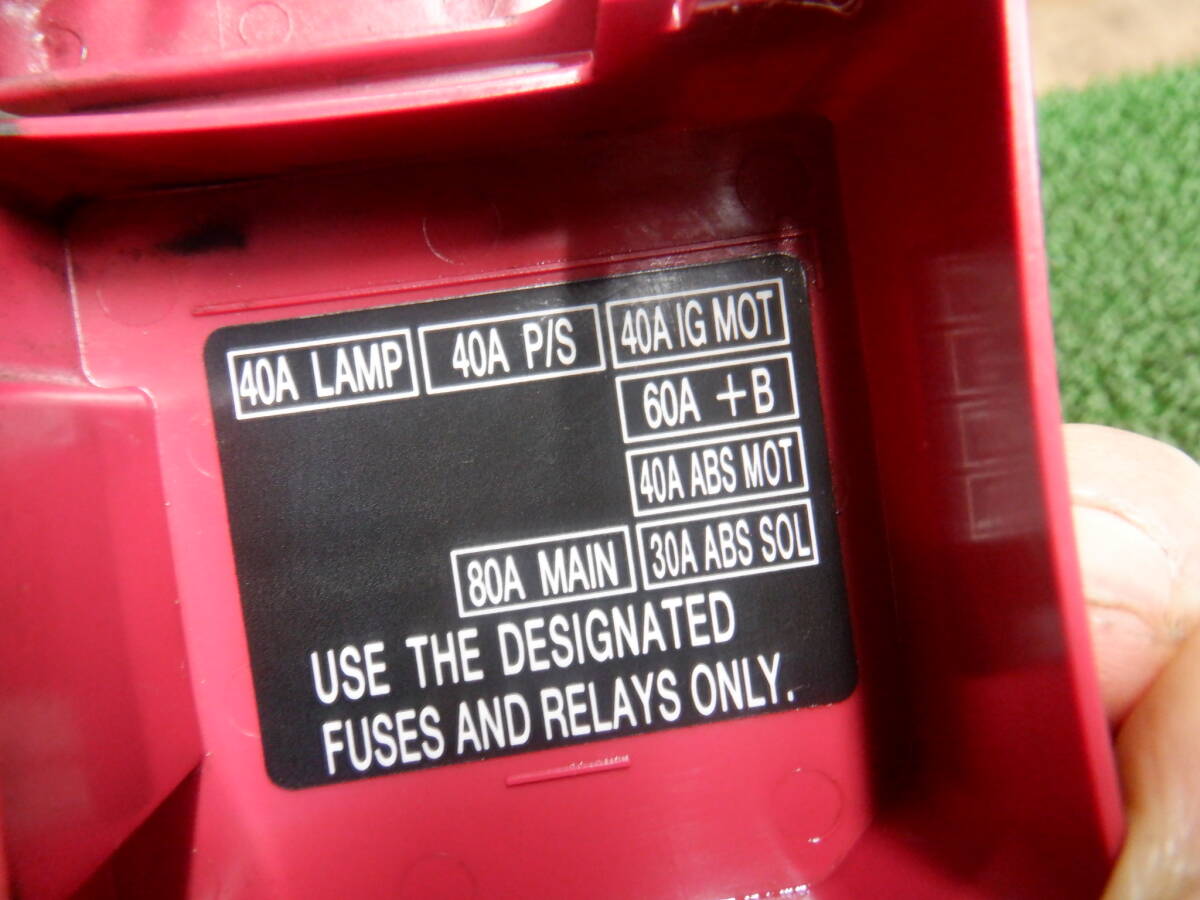 40A LAMP 40A P/S 40A IG MOT
60A +B
40A ABS MOT
80A MAIN 30A ABS SOL
USE THE DESIGNATED
FUSES AND RELAYS ONLY.